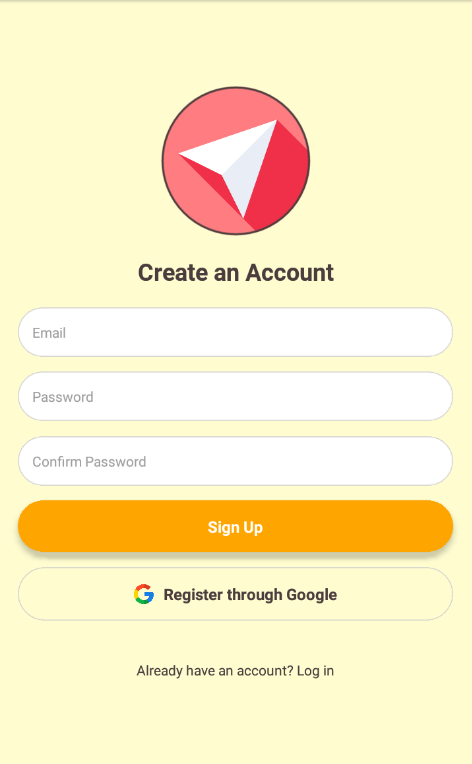 Create an Account
Email
Password
Confirm Password
Sign Up
Register through Google
Already have an account? Log in